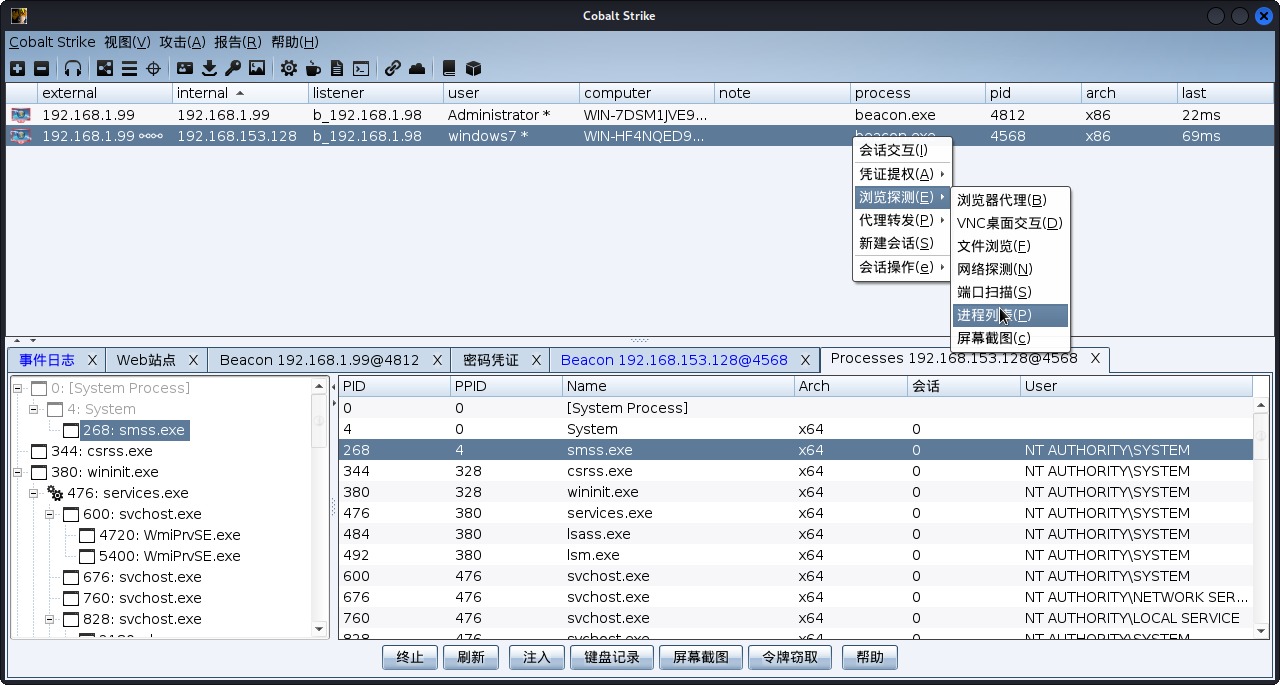 Cobalt Strike
Cobalt Strike 视图(V) 攻击(A) 报告(R) 帮助(H)
external internal listener user computer note process pid arch last
192.168.1.99 192.168.1.99 b_192.168.1.98 Administrator * WIN-7DSM1JVE9... beacon.exe 4812 x86 22ms
192.168.1.99 192.168.153.128 b_192.168.1.98 windows7 * WIN-HF4NQED9... beacon.exe 4568 x86 69ms
会话交互(I)
凭证提权(A)
浏览探测(E)
代理转发(P)
新建会话(S)
会话操作(e)
浏览器代理(B)
VNC桌面交互(D)
文件浏览(F)
网络探测(N)
端口扫描(S)
进程列表(P)
屏幕截图(c)
事件日志 X Web站点 X Beacon 192.168.1.99@4812 X 密码凭证 X Beacon 192.168.153.128@4568 X Processes 192.168.153.128@4568 X
0: [System Process]
4: System
268: smss.exe
344: csrss.exe
380: wininit.exe
476: services.exe
600: svchost.exe
4720: WmiPrvSE.exe
5400: WmiPrvSE.exe
676: svchost.exe
760: svchost.exe
828: svchost.exe
PID PPID Name Arch 会话 User
0 0 [System Process]
4 0 System x64 0
268 4 smss.exe x64 0 NT AUTHORITY\SYSTEM
344 328 csrss.exe x64 0 NT AUTHORITY\SYSTEM
380 328 wininit.exe x64 0 NT AUTHORITY\SYSTEM
476 380 services.exe x64 0 NT AUTHORITY\SYSTEM
484 380 lsass.exe x64 0 NT AUTHORITY\SYSTEM
492 380 lsm.exe x64 0 NT AUTHORITY\SYSTEM
600 476 svchost.exe x64 0 NT AUTHORITY\SYSTEM
676 476 svchost.exe x64 0 NT AUTHORITY\NETWORK SER...
760 476 svchost.exe x64 0 NT AUTHORITY\LOCAL SERVICE
828 476 svchost.exe x64 0 NT AUTHORITY\SYSTEM
终止 刷新 注入 键盘记录 屏幕截图 令牌窃取 帮助